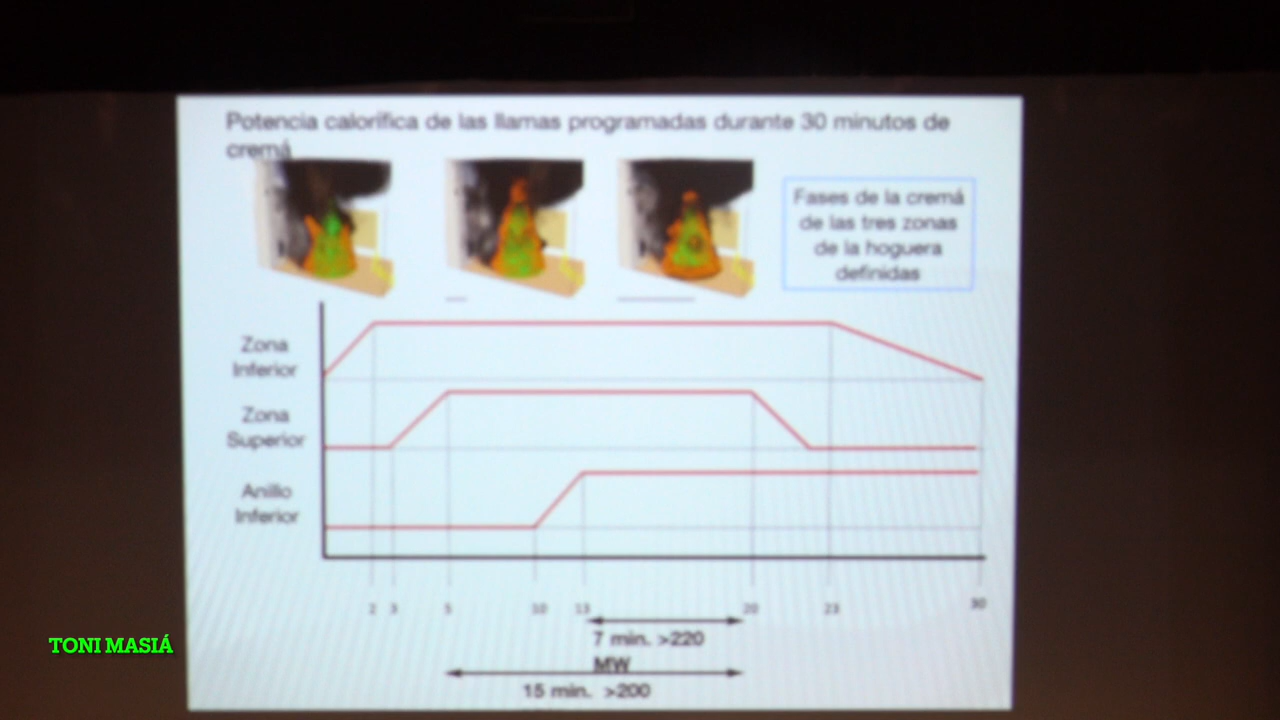 Potencia calorífica de las llamas programadas durante 30 minutos de
cremá
Fases de la cremá
de las tres zonas
de la hoguera
definidas
Zona
Inferior
Zona
Superior
Anillo
Inferior
2 3 5 10 13 20 23 30
7 min. >220
MW
15 min. >200
TONI MASIÁ